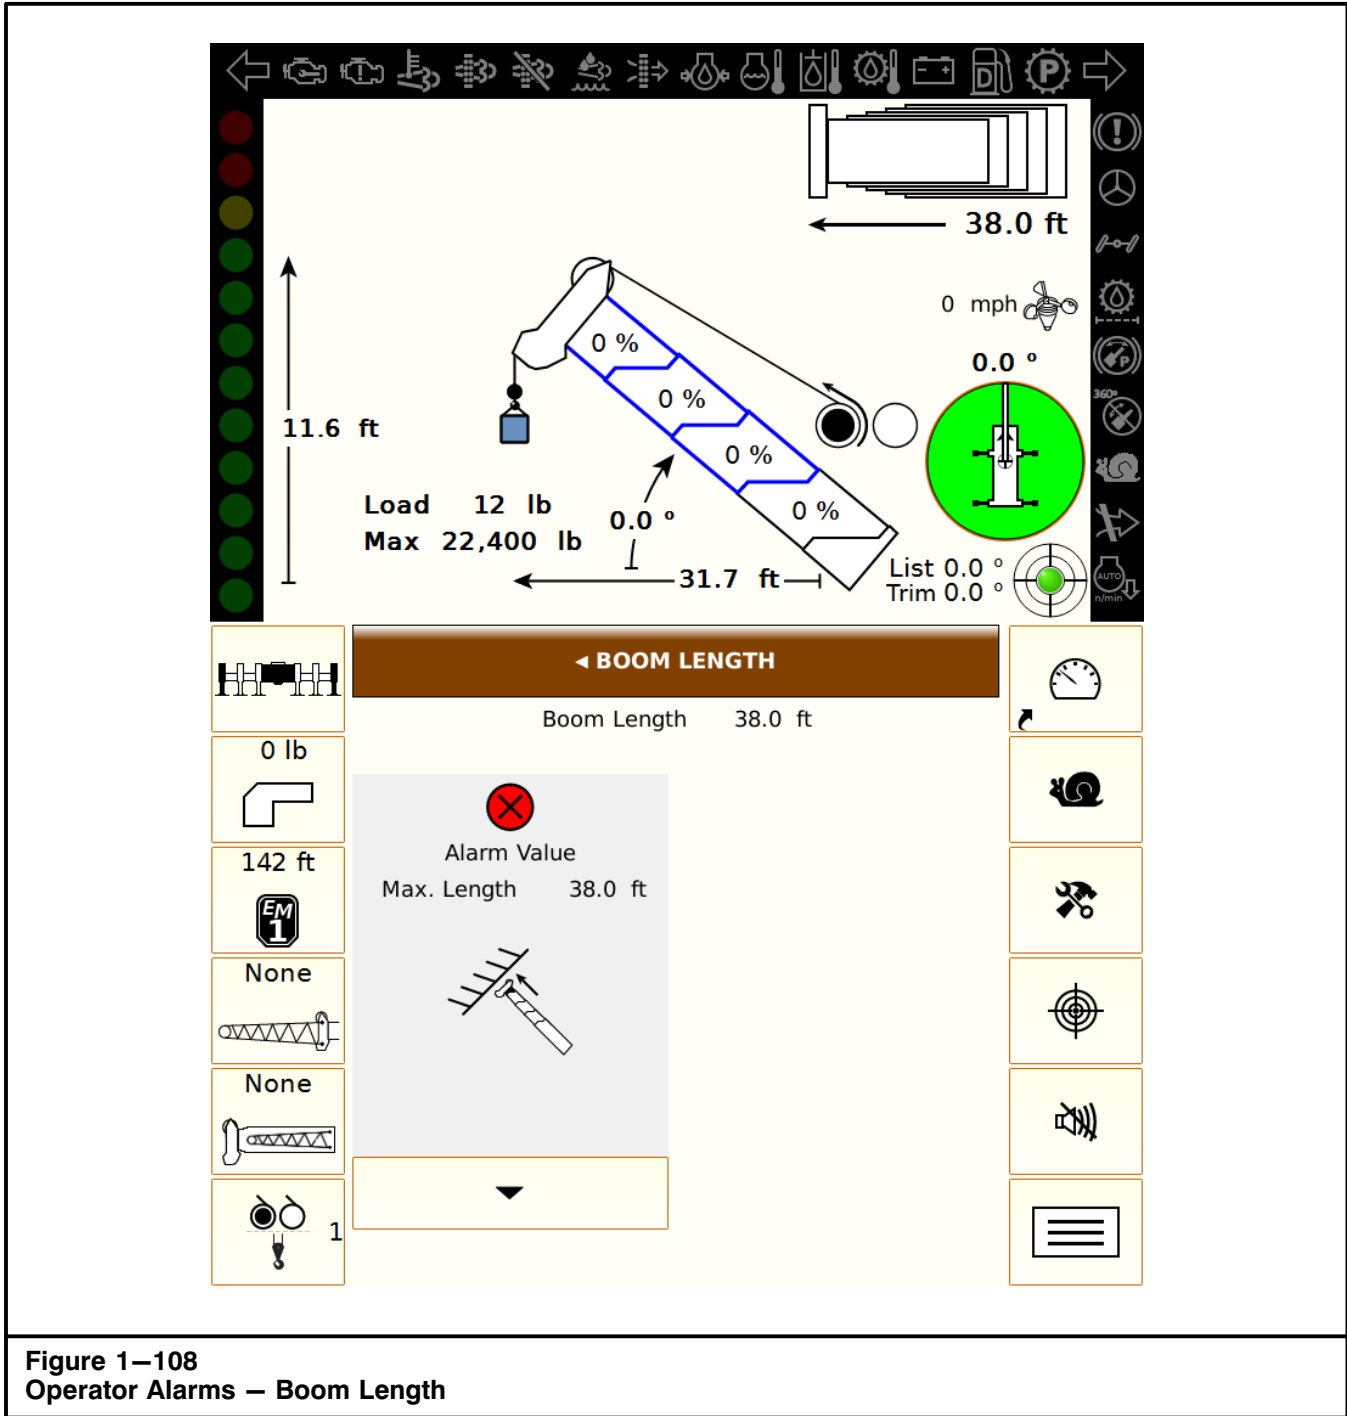 D
P
38.0 ft
0 mph
0.0 º
P
360º
0 %
0 %
0 %
0 %
11.6 ft
Load 12 lb
Max 22,400 lb
0.0 º
31.7 ft
List 0.0 º
Trim 0.0 º
AUTO
n/min
◄ BOOM LENGTH
Boom Length 38.0 ft
0 lb
142 ft
EM
1
None
None
1
Alarm Value
Max. Length 38.0 ft
Figure 1–108
Operator Alarms – Boom Length